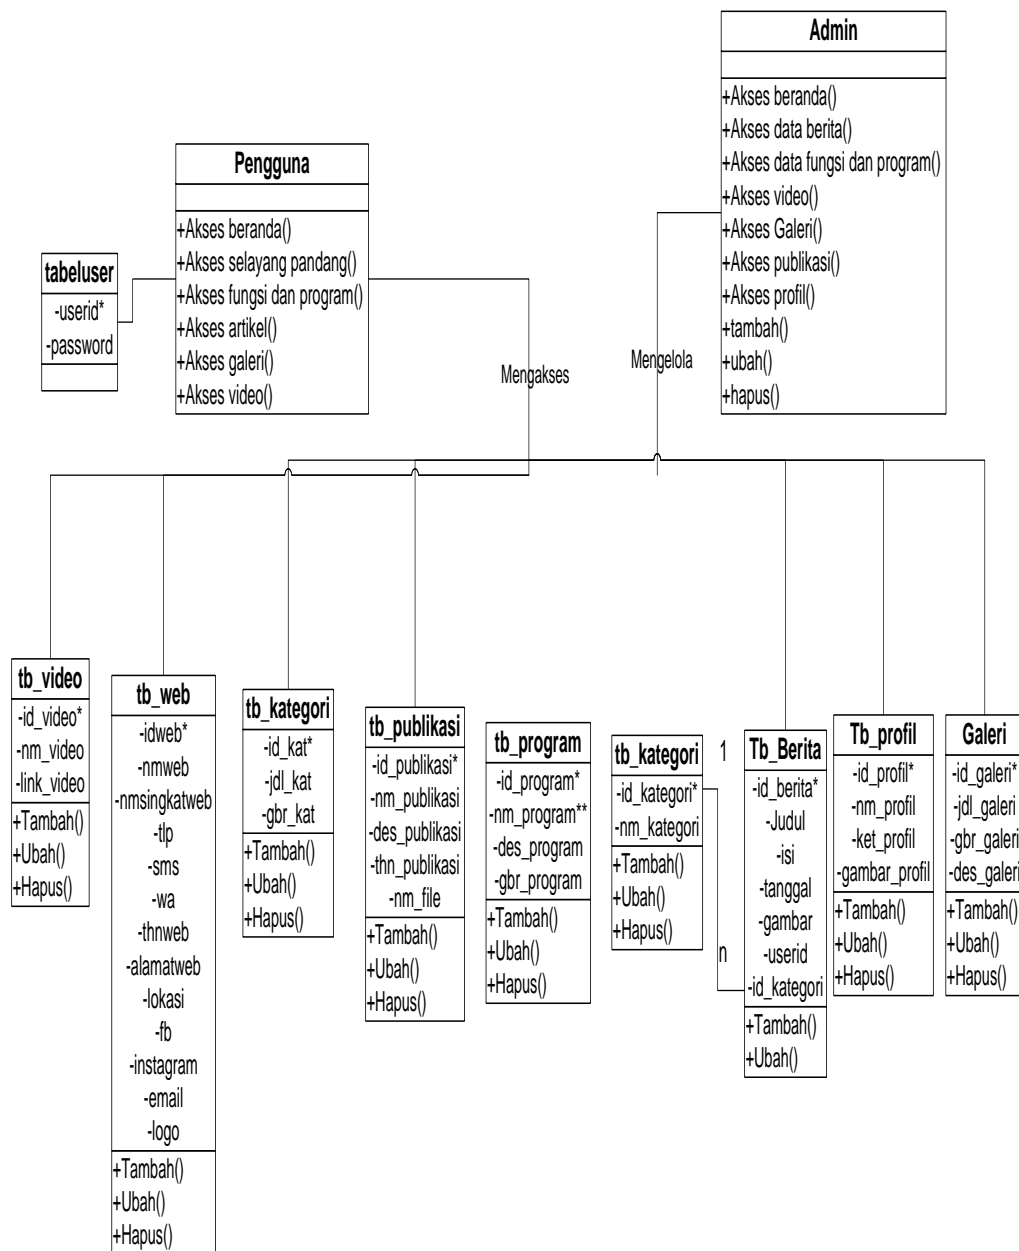 Admin
+Akses beranda()
+Akses data berita()
+Akses data fungsi dan program()
+Akses video()
+Akses Galeri()
+Akses publikasi()
+Akses profil()
+tambah()
+ubah()
+hapus()
Pengguna
+Akses beranda()
+Akses selayang pandang()
+Akses fungsi dan program()
+Akses artikel()
+Akses galeri()
+Akses video()
tabeluser
-userid*
-password
Mengakses
Mengelola
tb_video
-id_video*
-nm_video
-link_video
+Tambah()
+Ubah()
+Hapus()
tb_web
-idweb*
-nmweb
-nmsingkatweb
-tlp
-sms
-wa
-thnweb
-alamatweb
-lokasi
-fb
-instagram
-email
-logo
+Tambah()
+Ubah()
+Hapus()
tb_kategori
-id_kat*
-jdl_kat
-gbr_kat
+Tambah()
+Ubah()
+Hapus()
tb_publikasi
-id_publikasi*
-nm_publikasi
-des_publikasi
-thn_publikasi
-nm_file
+Tambah()
+Ubah()
+Hapus()
tb_program
-id_program*
-nm_program**
-des_program
-gbr_program
+Tambah()
+Ubah()
+Hapus()
tb_kategori
-id_kategori*
-nm_kategori
+Tambah()
+Ubah()
+Hapus()
1
n
Tb_Berita
-id_berita*
-Judul
-isi
-tanggal
-gambar
-userid
-id_kategori
+Tambah()
+Ubah()
Tb_profil
-id_profil*
-nm_profil
-ket_profil
-gambar_profil
+Tambah()
+Ubah()
+Hapus()
Galeri
-id_galeri*
-jdl_galeri
-gbr_galeri
-des_galeri
+Tambah()
+Ubah()
+Hapus()